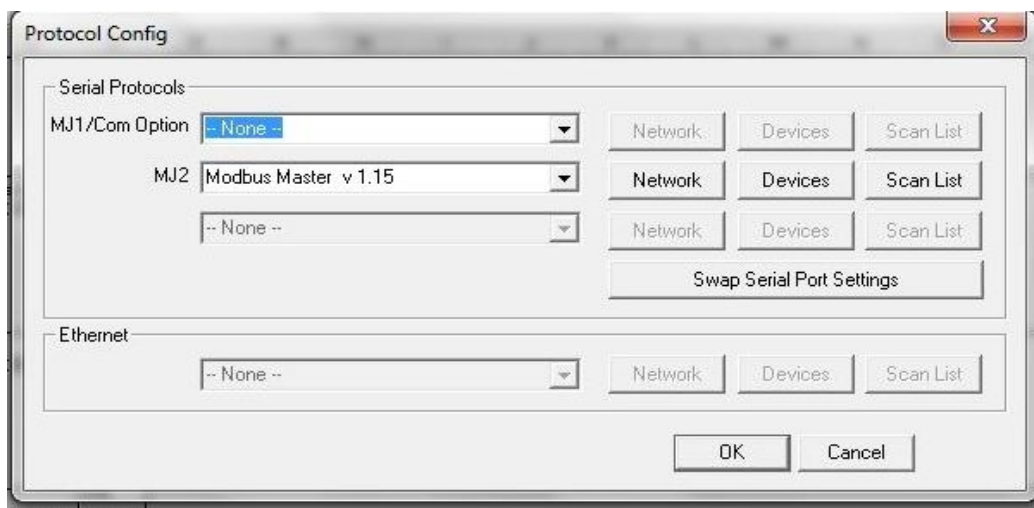 Protocol Config
Serial Protocols
MJ1/Com Option -- None -- Network Devices Scan List
MJ2 Modbus Master v 1.15 Network Devices Scan List
-- None -- Network Devices Scan List
Swap Serial Port Settings
Ethernet
-- None -- Network Devices Scan List
OK Cancel